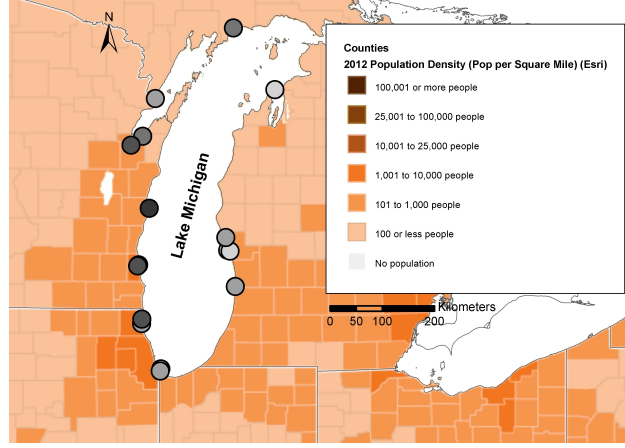 N
Counties
2012 Population Density (Pop per Square Mile) (Esri)
100,001 or more people
25,001 to 100,000 people
10,001 to 25,000 people
1,001 to 10,000 people
101 to 1,000 people
100 or less people
No population
Lake Michigan
Kilometers
0 50 100 200